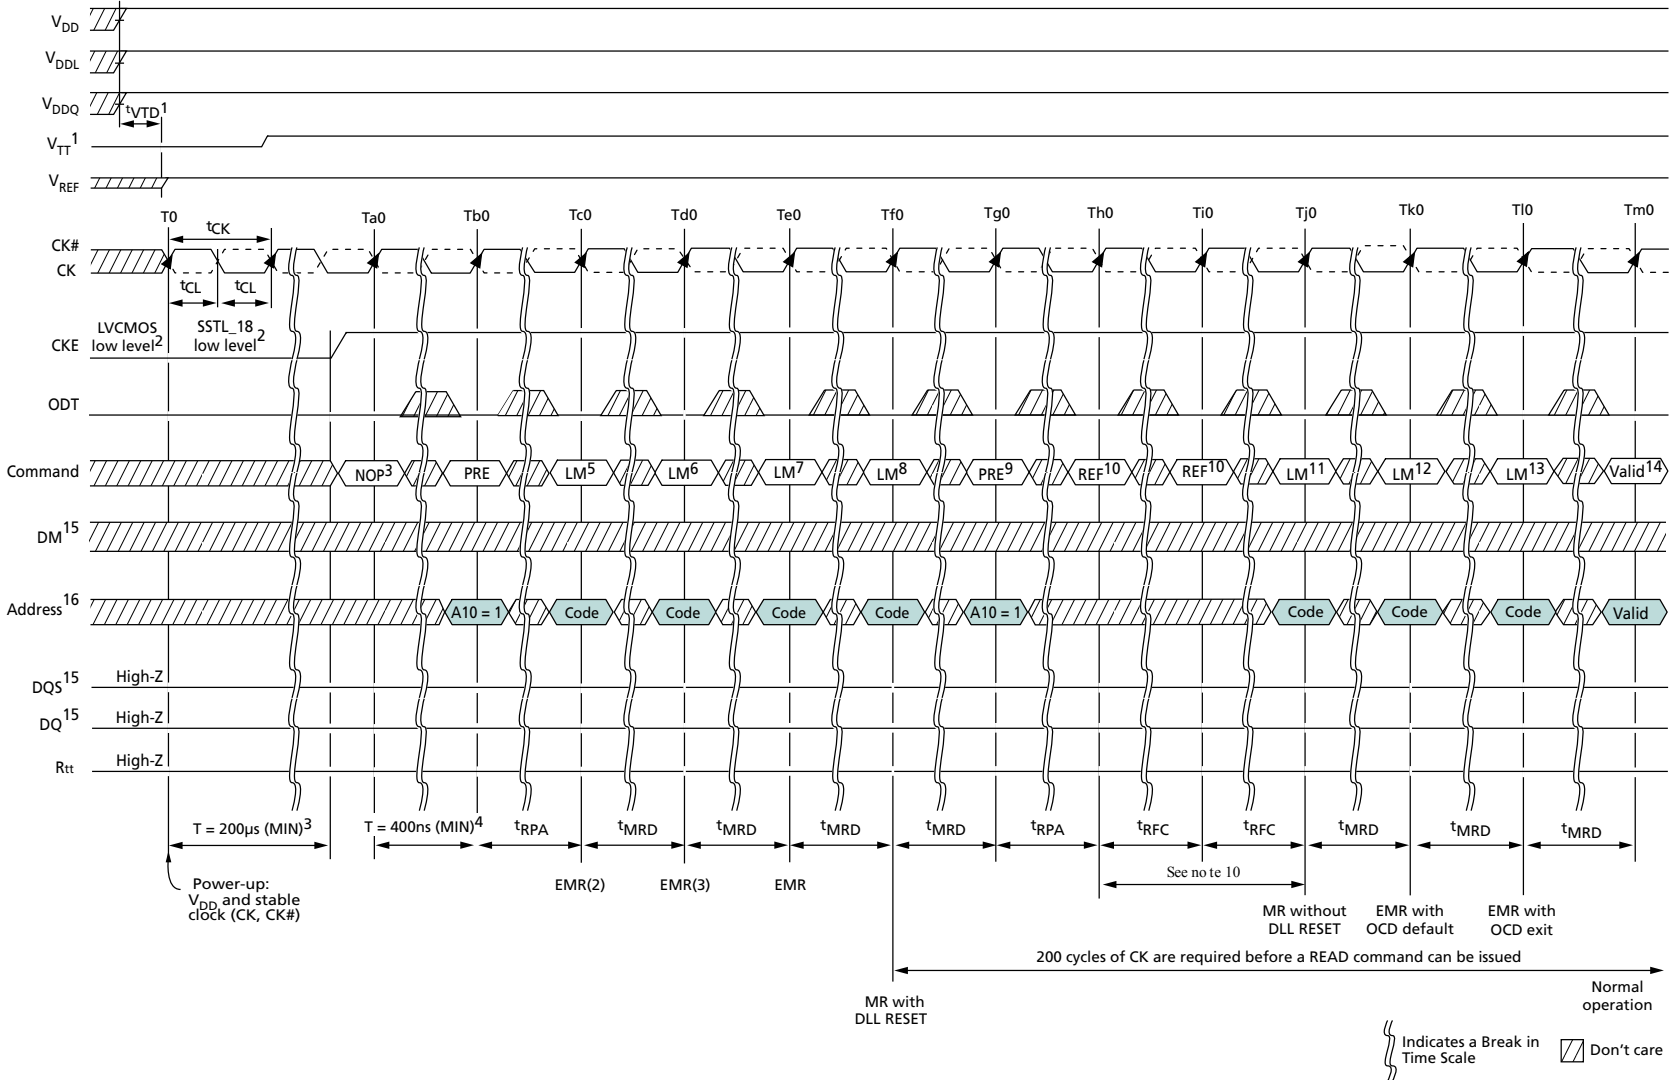 VDD
VDDL
VDDQ
tVTD1
VTT1
VREF
T0 Ta0 Tb0 Tc0 Td0 Te0 Tf0 Tg0 Th0 Ti0 Tj0 Tk0 Tl0 Tm0
tCK
CK#
CK
tCL tCL
LVCMOS
low level2
SSTL_18
low level2
CKE
ODT
Command NOP3 PRE LM5 LM6 LM7 LM8 PRE9 REF10 REF10 LM11 LM12 LM13 Valid14
DM15
Address16 A10 = 1 Code Code Code Code A10 = 1 Code Code Code Valid
DQS15 High-Z
DQ15 High-Z
Rtt High-Z
T = 200µs (MIN)3 T = 400ns (MIN)4 tRPA tMRD tMRD tMRD tMRD tRPA tRFC tRFC tMRD tMRD tMRD
See no te 10
Power-up:
VDD and stable
clock (CK, CK#)
EMR(2) EMR(3) EMR
MR without
DLL RESET
EMR with
OCD default
EMR with
OCD exit
200 cycles of CK are required before a READ command can be issued
MR with
DLL RESET
Normal
operation
Indicates a Break in
Time Scale
Don't care